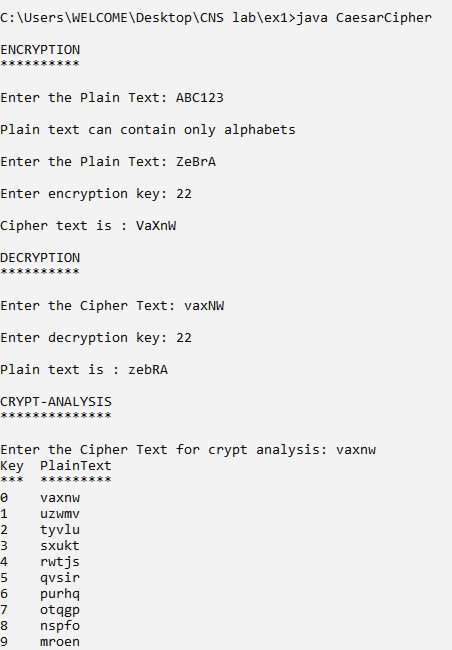 C:\Users\WELCOME\Desktop\CNS lab\ex1>java CaesarCipher
ENCRYPTION
**********
Enter the Plain Text: ABC123
Plain text can contain only alphabets
Enter the Plain Text: ZeBrA
Enter encryption key: 22
Cipher text is : VaXnW
DECRYPTION
**********
Enter the Cipher Text: vaxNW
Enter decryption key: 22
Plain text is : zebRA
CRYPT-ANALYSIS
**************
Enter the Cipher Text for crypt analysis: vaxnw
Key  PlainText
***  *********
0    vaxnw
1    uzwmv
2    tyvlu
3    sxukt
4    rwtjs
5    qvsir
6    purhq
7    otqgp
8    nspfo
9    mroen